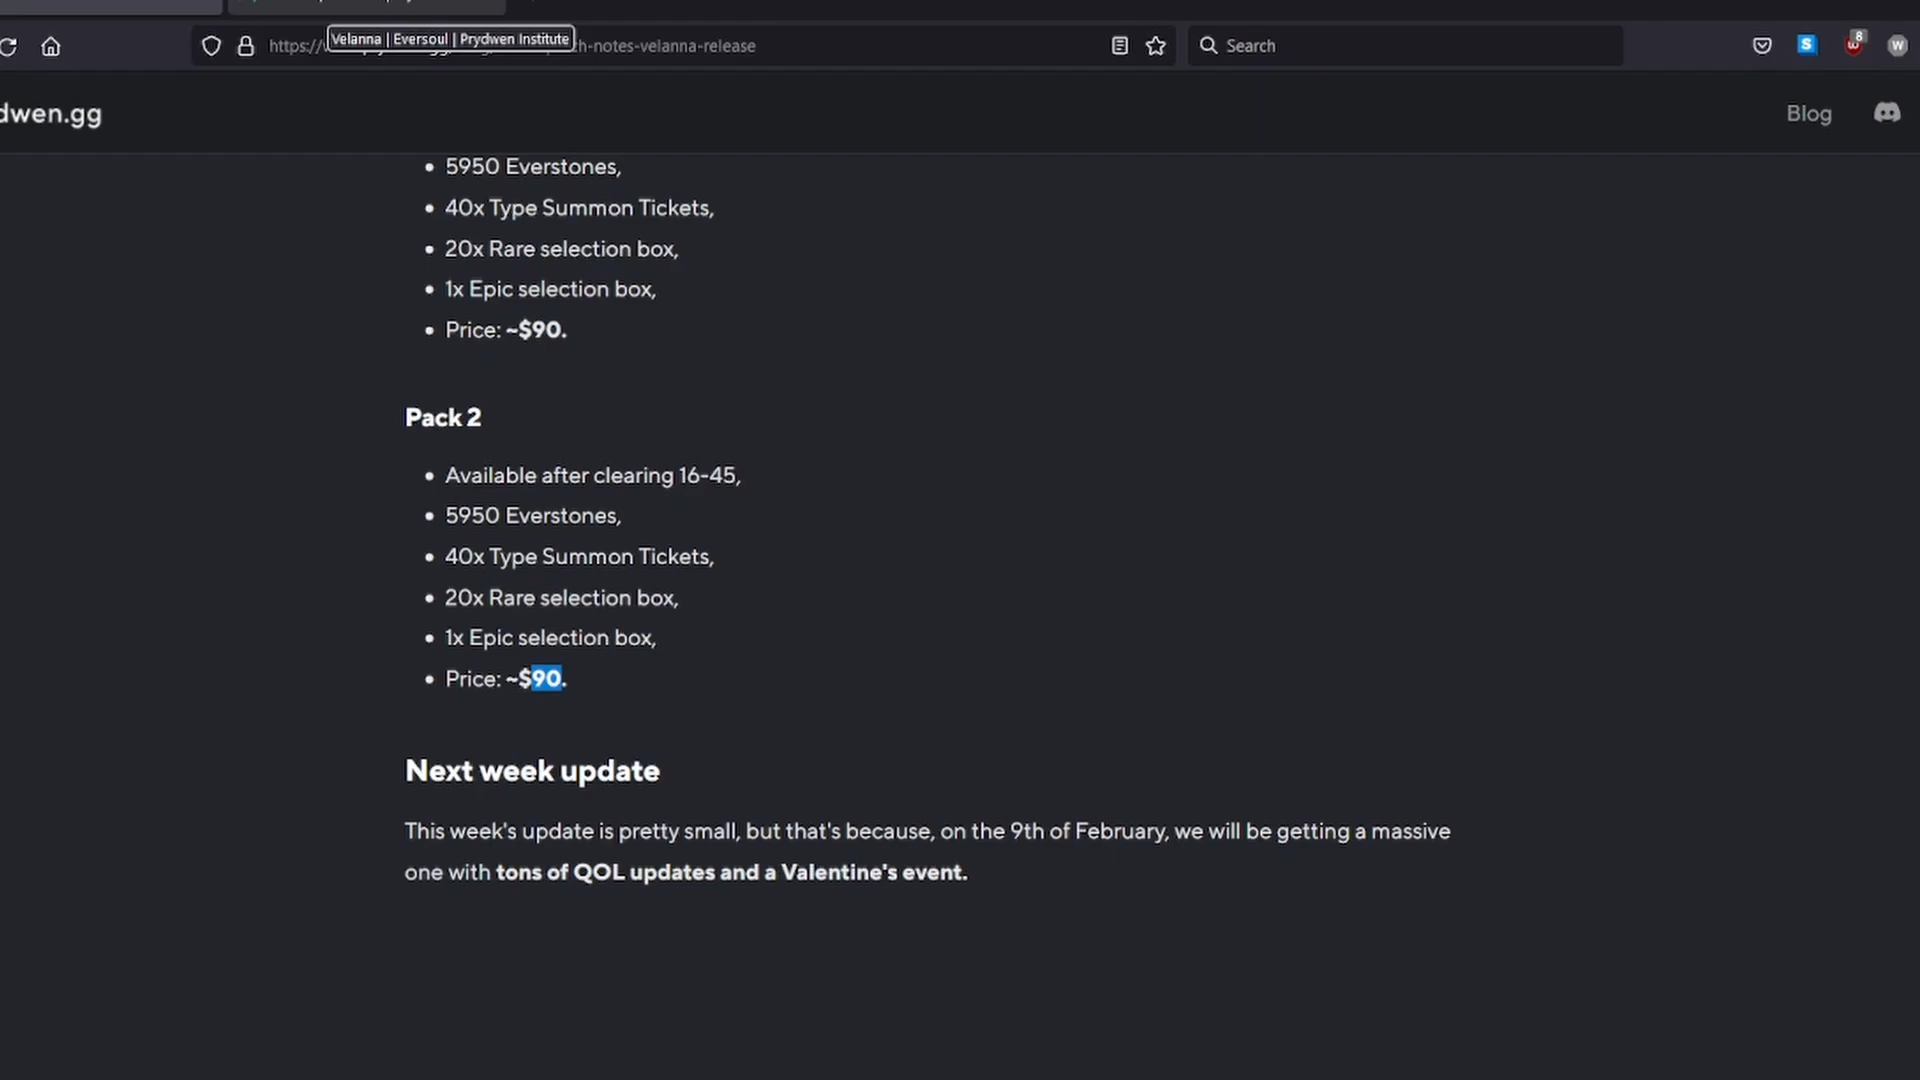 Velanna | Eversoul | Prydwen Institute
https://
h-notes-velanna-release
Search
8
S
W
dwen.gg
Blog
• 5950 Everstones,
• 40x Type Summon Tickets,
• 20x Rare selection box,
• 1x Epic selection box,
• Price: ~$90.
Pack 2
• Available after clearing 16-45,
• 5950 Everstones,
• 40x Type Summon Tickets,
• 20x Rare selection box,
• 1x Epic selection box,
• Price: ~$90.
Next week update
This week's update is pretty small, but that's because, on the 9th of February, we will be getting a massive
one with tons of QOL updates and a Valentine's event.